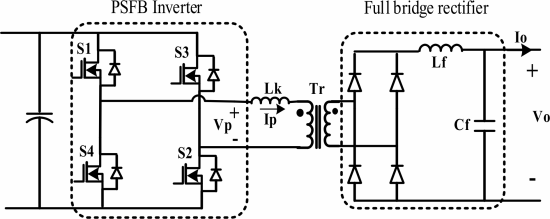 PSFB Inverter
Full bridge rectifier
S1
S3
Lk
Tr
Lf
Io
+
Vp
-
Ip
Cf
+
Vo
-
S4
S2